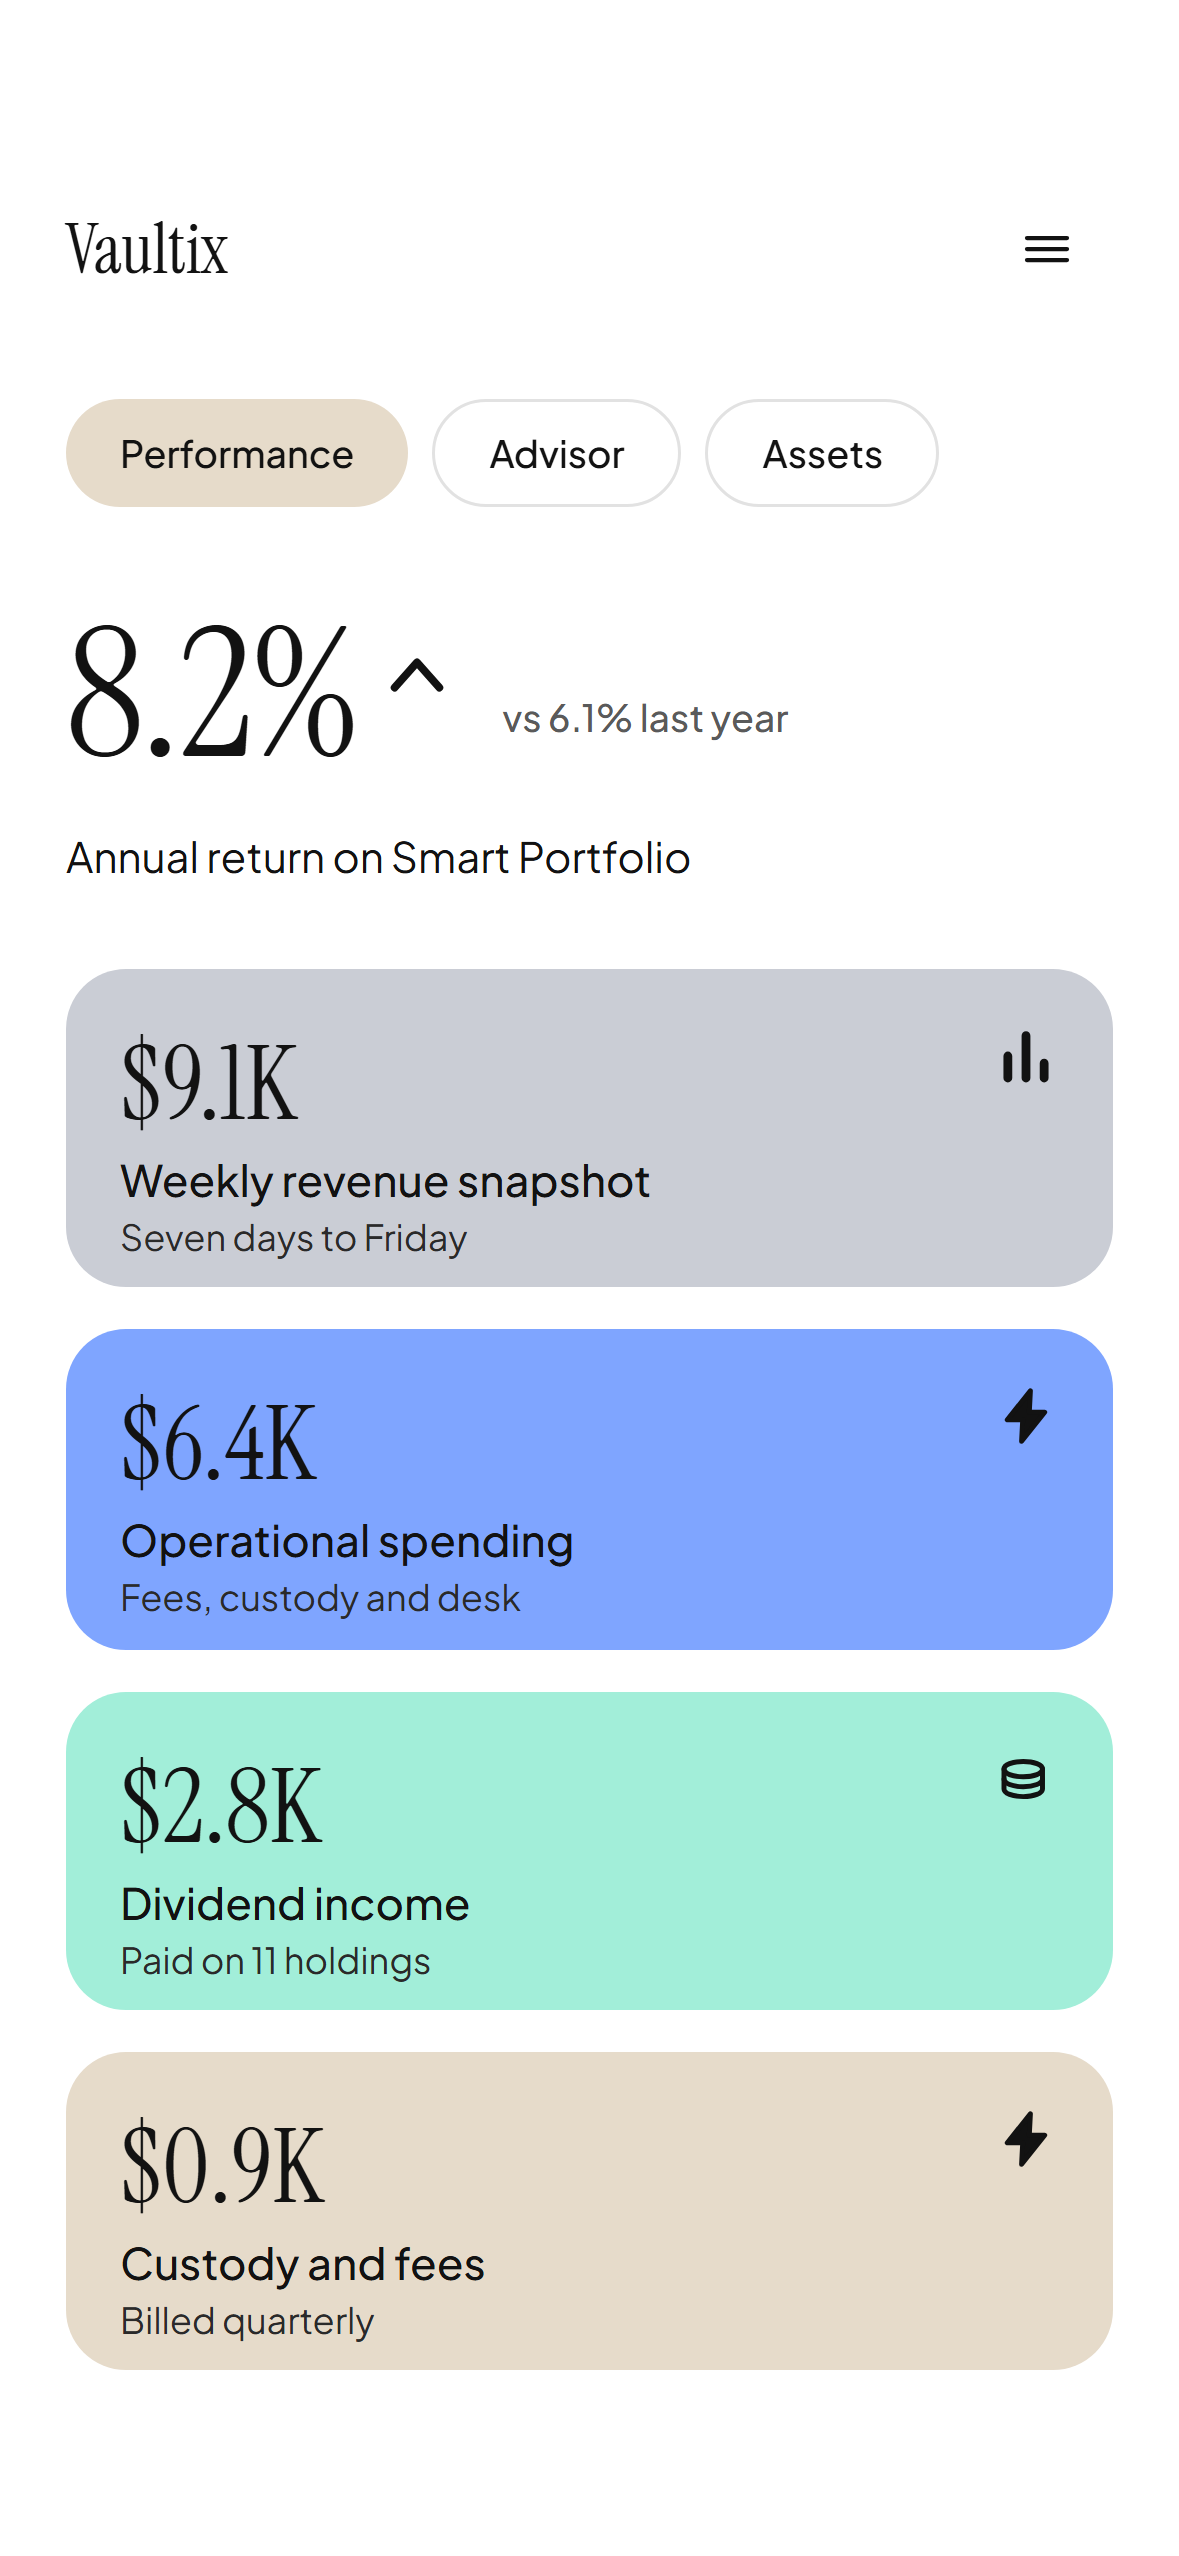 Vaultix
Performance
Advisor
Assets
8.2%
vs 6.1% last year
Annual return on Smart Portfolio
$9.1K
Weekly revenue snapshot
Seven days to Friday
$6.4K
Operational spending
Fees, custody and desk
$2.8K
Dividend income
Paid on 11 holdings
$0.9K
Custody and fees
Billed quarterly